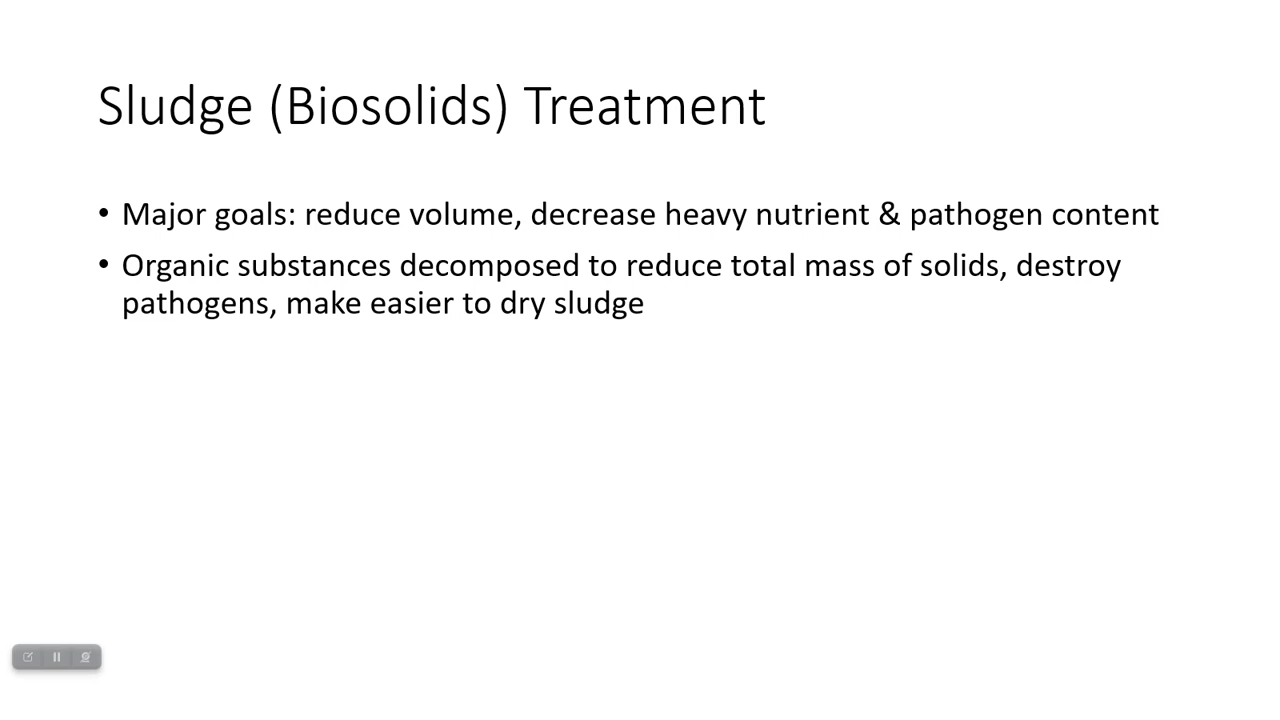 Sludge (Biosolids) Treatment
• Major goals: reduce volume, decrease heavy nutrient & pathogen content
• Organic substances decomposed to reduce total mass of solids, destroy
pathogens, make easier to dry sludge